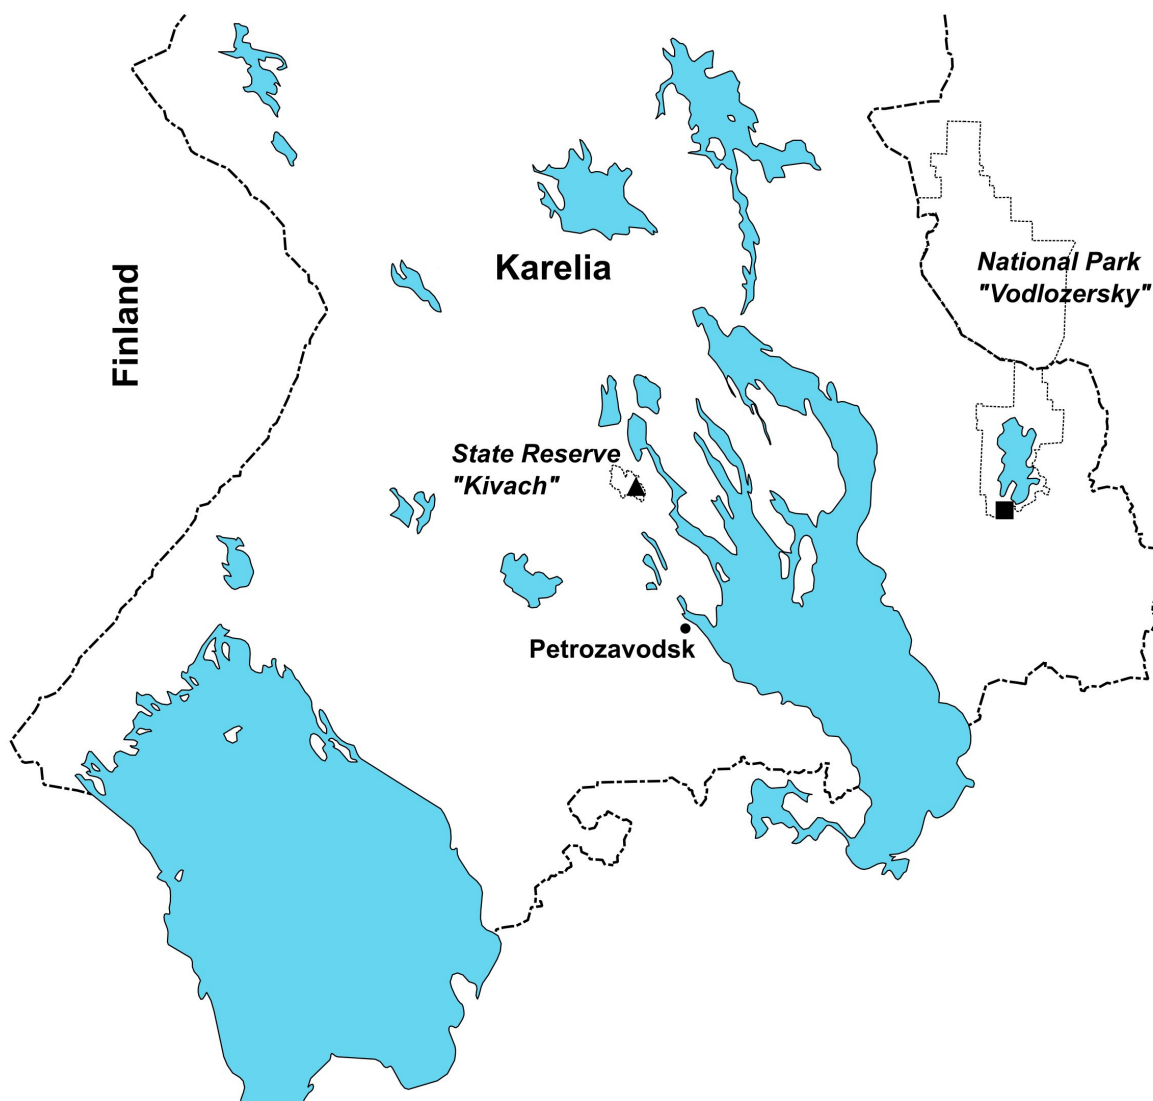 Karelia
National Park
"Vodlozersky"
Finland
State Reserve
"Kivach"
Petrozavodsk